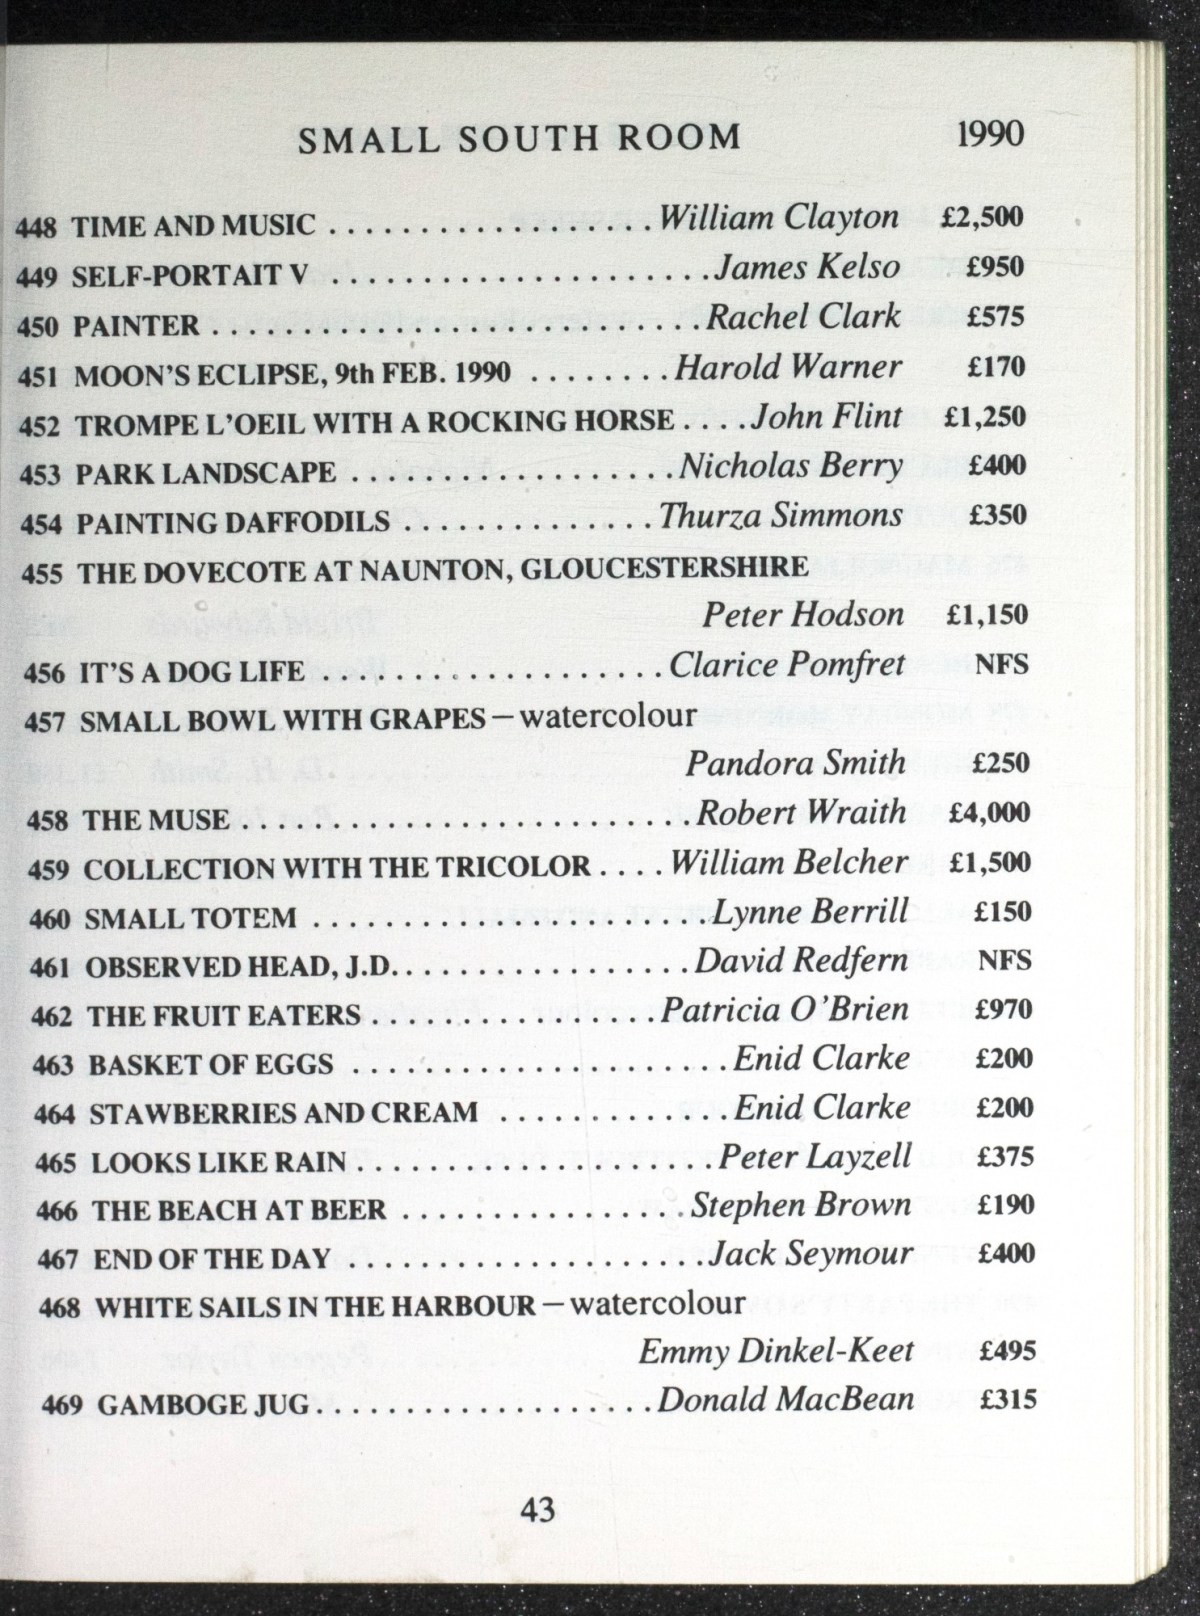 SMALL SOUTH ROOM 1990
448 TIME AND MUSIC . . . . . . . . . . . . . . . . . . . William Clayton £2,500
449 SELF-PORTAIT V . . . . . . . . . . . . . . . . . . . . . . James Kelso £950
450 PAINTER . . . . . . . . . . . . . . . . . . . . . . . . . . . . Rachel Clark £575
451 MOON'S ECLIPSE, 9th FEB. 1990 . . . . . . . . Harold Warner £170
452 TROMPE L'OEIL WITH A ROCKING HORSE . . . . John Flint £1,250
453 PARK LANDSCAPE . . . . . . . . . . . . . . . . . . . Nicholas Berry £400
454 PAINTING DAFFODILS . . . . . . . . . . . . . . Thurza Simmons £350
455 THE DOVECOTE AT NAUNTON, GLOUCESTERSHIRE
Peter Hodson £1,150
456 IT'S A DOG LIFE . . . . . . . . . . . . . . . . . . . . Clarice Pomfret NFS
457 SMALL BOWL WITH GRAPES — watercolour
Pandora Smith £250
458 THE MUSE . . . . . . . . . . . . . . . . . . . . . . . . . . Robert Wraith £4,000
459 COLLECTION WITH THE TRICOLOR . . . . William Belcher £1,500
460 SMALL TOTEM . . . . . . . . . . . . . . . . . . . . . . . Lynne Berrill £150
461 OBSERVED HEAD, J.D. . . . . . . . . . . . . . . . . . David Redfern NFS
462 THE FRUIT EATERS . . . . . . . . . . . . . . . . . Patricia O'Brien £970
463 BASKET OF EGGS . . . . . . . . . . . . . . . . . . . . . . Enid Clarke £200
464 STAWBERRIES AND CREAM . . . . . . . . . . . . . . Enid Clarke £200
465 LOOKS LIKE RAIN . . . . . . . . . . . . . . . . . . . . . Peter Layzell £375
466 THE BEACH AT BEER . . . . . . . . . . . . . . . . . Stephen Brown £190
467 END OF THE DAY . . . . . . . . . . . . . . . . . . . . . Jack Seymour £400
468 WHITE SAILS IN THE HARBOUR — watercolour
Emmy Dinkel-Keet £495
469 GAMBOGE JUG . . . . . . . . . . . . . . . . . . . . Donald MacBean £315
43